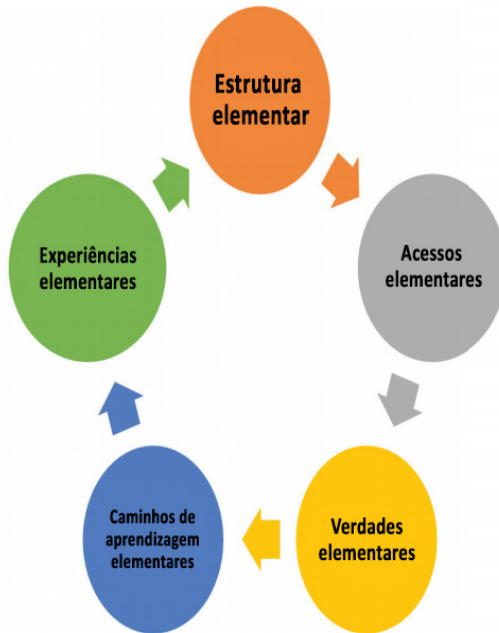 Estrutura
elementar
Acessos
elementares
Verdades
elementares
Caminhos de
aprendizagem
elementares
Experiências
elementares